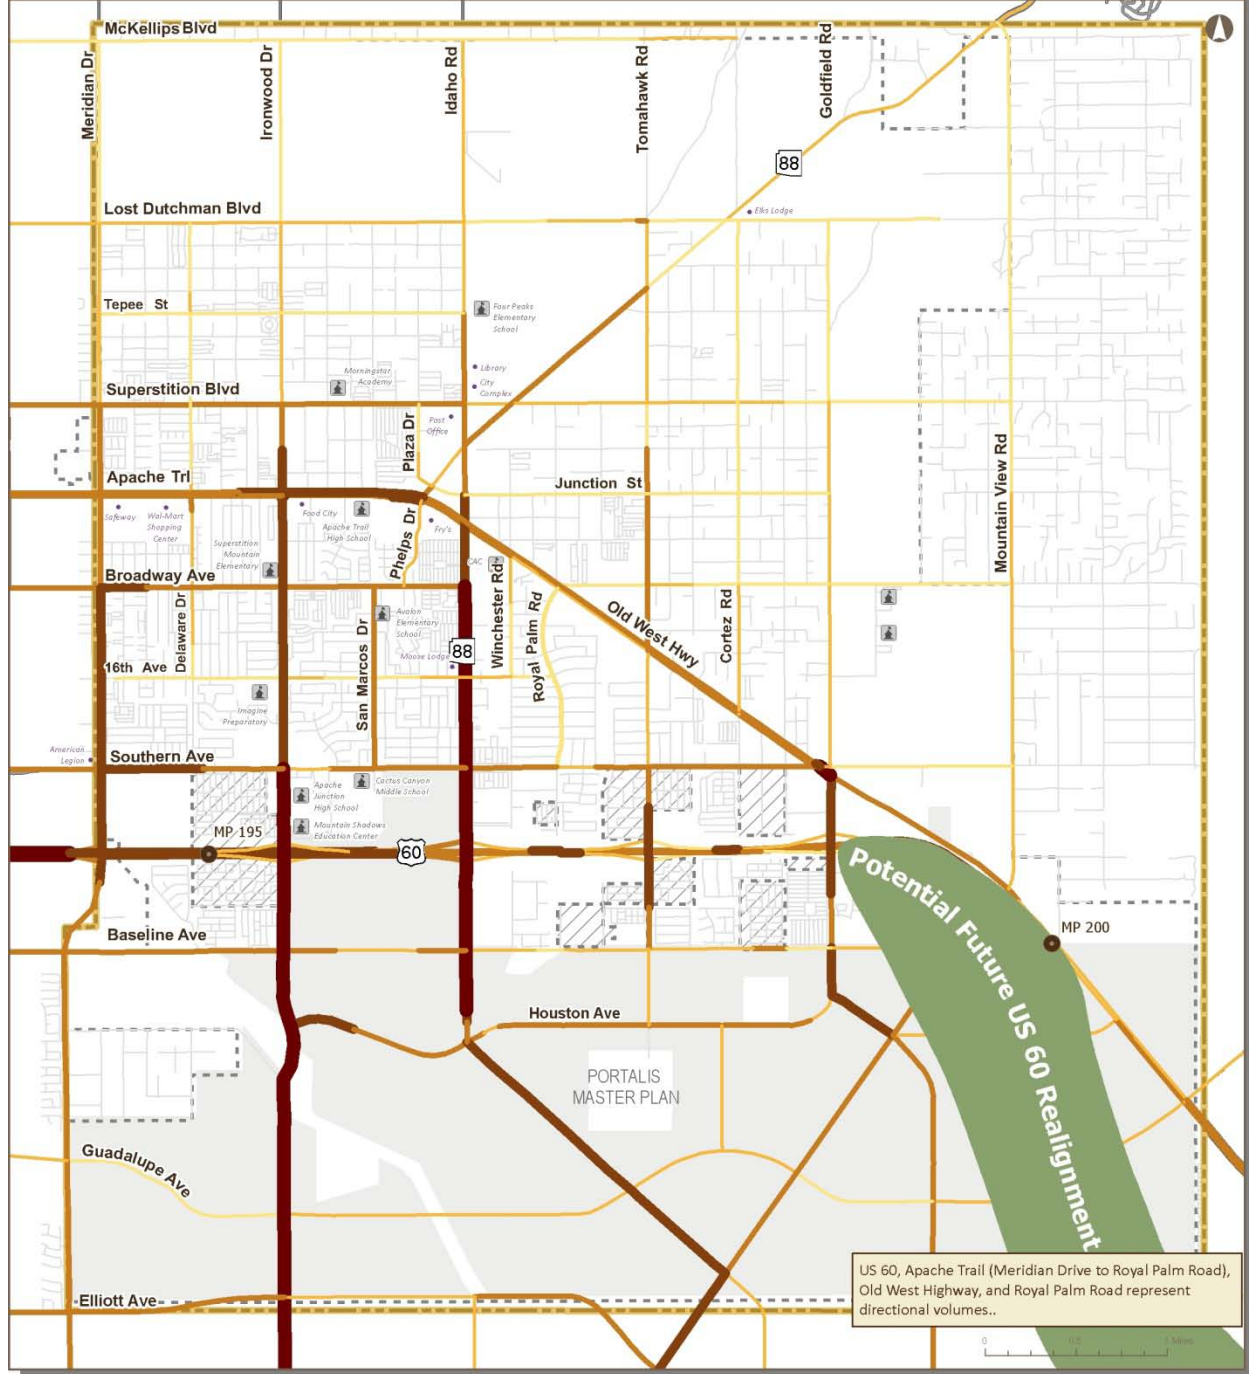 McKellips Blvd
Meridian Dr
Ironwood Dr
Idaho Rd
Tomahawk Rd
Goldfield Rd
88
Lost Dutchman Blvd
Elks Lodge
Tepee St
Four Peaks
Elementary
School
Library
City
Complex
Morningstar
Academy
Superstition Blvd
Post
Office
Plaza Dr
Mountain View Rd
Apache Trl
Junction St
Safeway
Wal-Mart
Shopping
Center
Food City
Apache Trail
High School
Fry's
Phelps Dr
Superstition
Mountain
Elementary
CAC
Broadway Ave
Delaware Dr
San Marcos Dr
Avalon
Elementary
School
Moose Lodge
88
Winchester Rd
Royal Palm Rd
Old West Hwy
Cortez Rd
16th Ave
Imagine
Preparatory
American
Legion
Southern Ave
Apache
Junction
High School
Cactus Canyon
Middle School
Mountain Shadows
Education Center
MP 195
60
Potential Future US 60 Realignment
MP 200
Baseline Ave
Houston Ave
PORTALIS
MASTER PLAN
Guadalupe Ave
Elliott Ave
US 60, Apache Trail (Meridian Drive to Royal Palm Road),
Old West Highway, and Royal Palm Road represent
directional volumes..
0 0.5 1 Miles